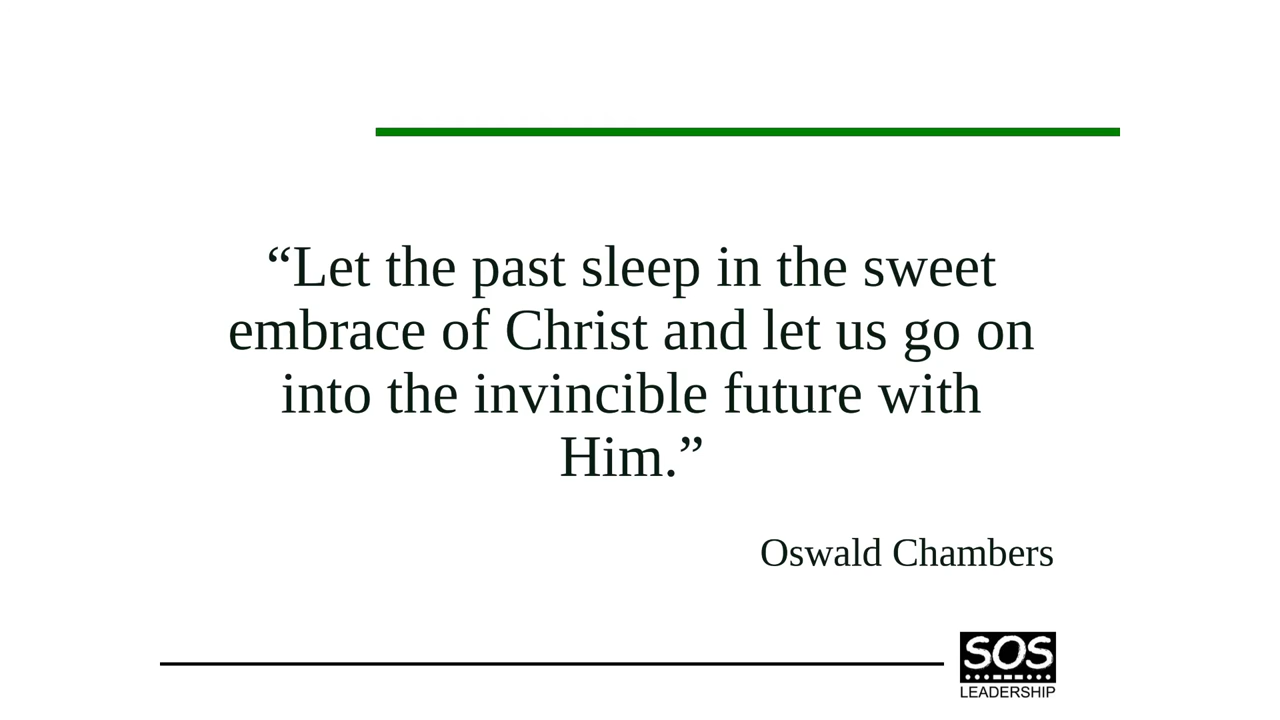 “Let the past sleep in the sweet
embrace of Christ and let us go on
into the invincible future with
Him.”
Oswald Chambers
SOS
LEADERSHIP